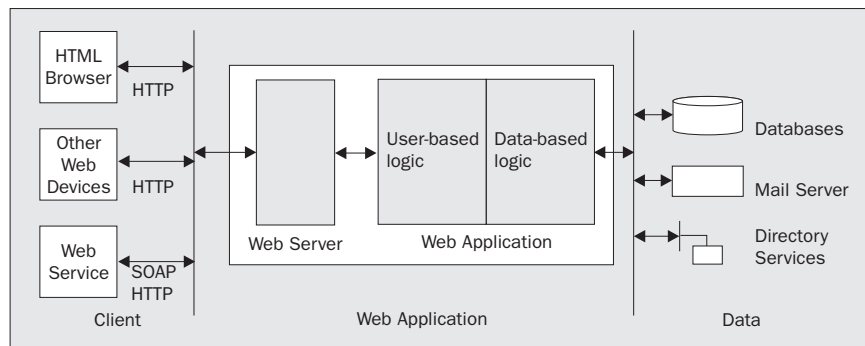 HTML
Browser
HTTP
Other
Web
Devices
HTTP
Web
Service
SOAP
HTTP
Client
User-based
logic
Data-based
logic
Web Server
Web Application
Web Application
Databases
Mail Server
Directory
Services
Data